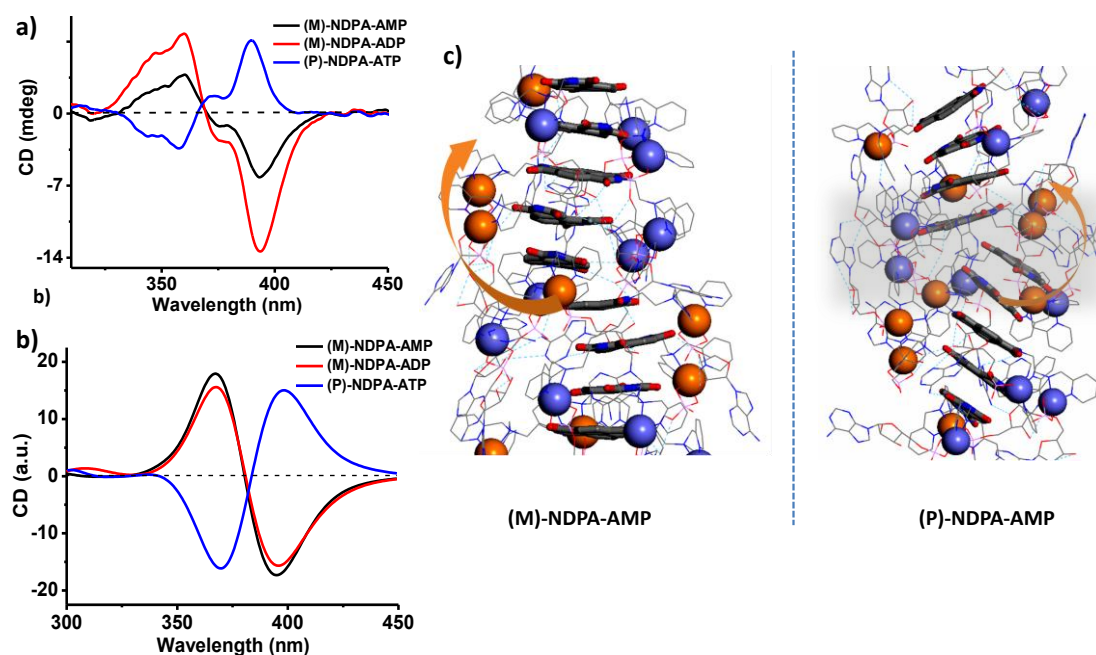 a)
(M)-NDPA-AMP
(M)-NDPA-ADP
(P)-NDPA-ATP
CD (mdeg)
0
-7
-14
350
400
450
Wavelength (nm)
b)
b)
(M)-NDPA-AMP
(M)-NDPA-ADP
(P)-NDPA-ATP
CD (a.u.)
20
10
0
-10
-20
300
350
400
450
Wavelength (nm)
c)
(M)-NDPA-AMP
(P)-NDPA-AMP